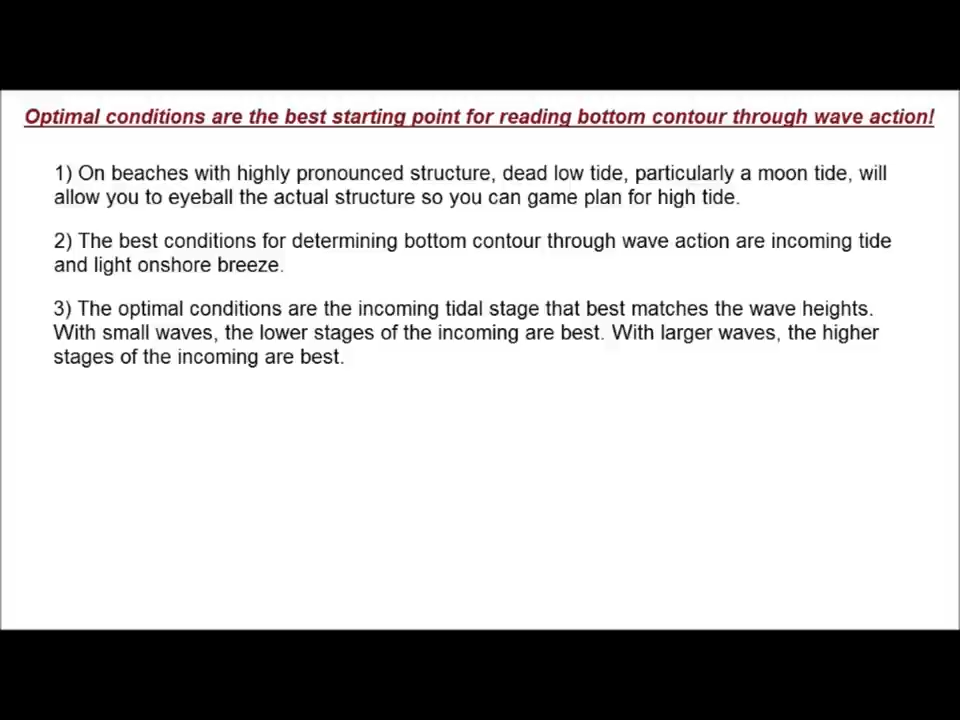 Optimal conditions are the best starting point for reading bottom contour through wave action!
1) On beaches with highly pronounced structure, dead low tide, particularly a moon tide, will
allow you to eyeball the actual structure so you can game plan for high tide.
2) The best conditions for determining bottom contour through wave action are incoming tide
and light onshore breeze.
3) The optimal conditions are the incoming tidal stage that best matches the wave heights.
With small waves, the lower stages of the incoming are best. With larger waves, the higher
stages of the incoming are best.